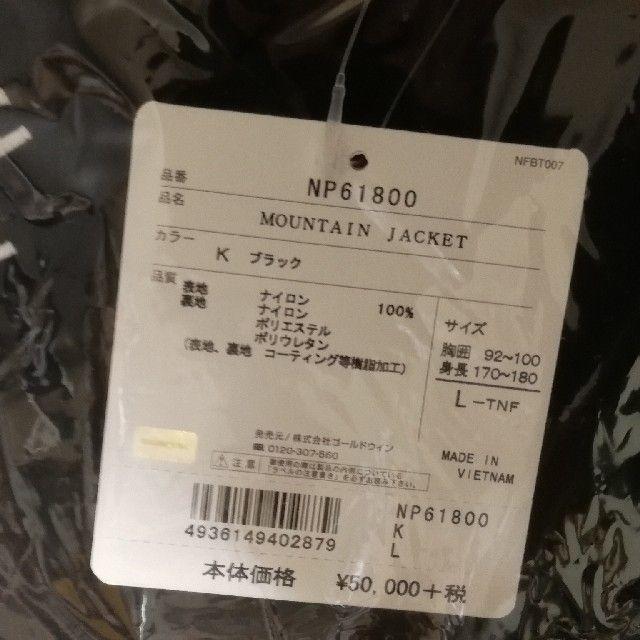 NFBT007
品番 NP61800
品名 MOUNTAIN JACKET
カラー K ブラック
品質 表地 ナイロン 100%
裏地 ナイロン
ポリエステル
ポリウレタン
(表地、裏地 コーティング等樹脂加工)
サイズ
胸囲 92~100
身長 170~180
L-TNF
発売元/株式会社ゴールドウイン
0120-307-560
注意
MADE IN
VIETNAM
4936149402879
NP61800
K
L
本体価格 ¥50,000+税